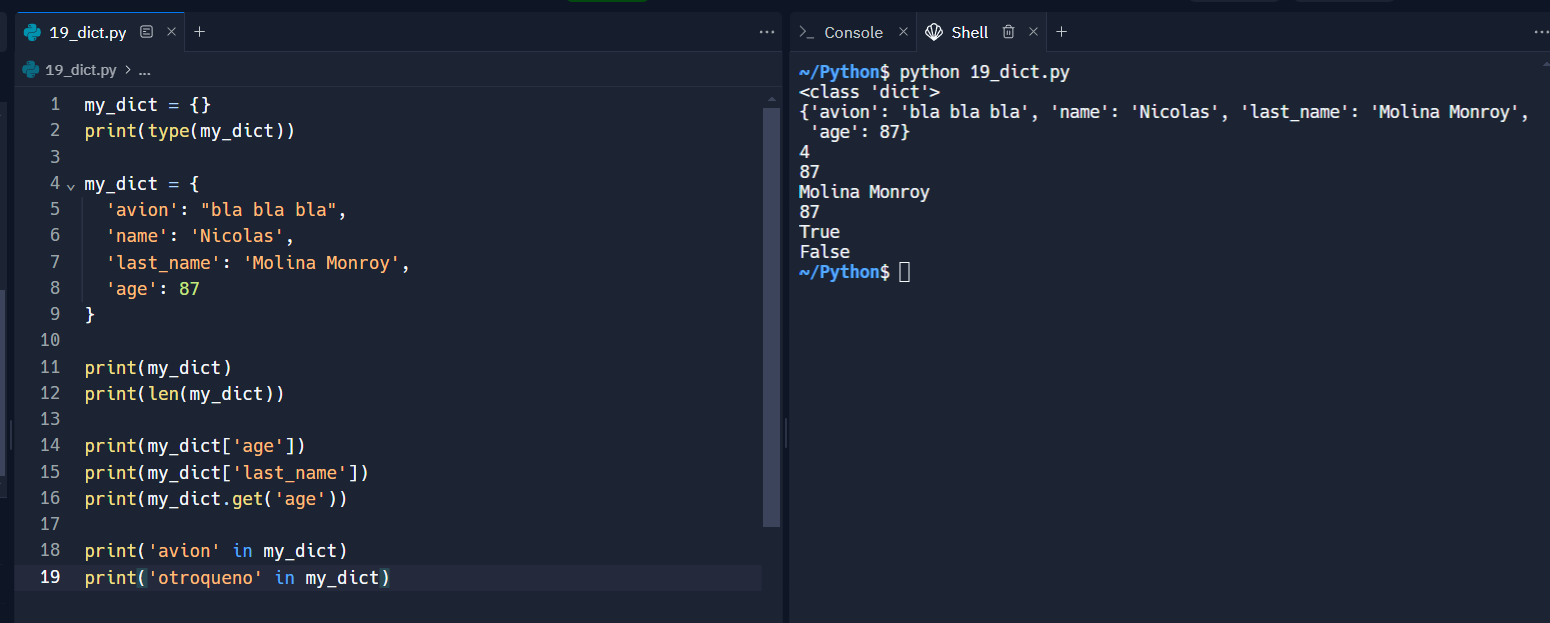 19_dict.py
19_dict.py > ...
1 my_dict = {}
2 print(type(my_dict))
3
4 my_dict = {
5 'avion': "bla bla bla",
6 'name': 'Nicolas',
7 'last_name': 'Molina Monroy',
8 'age': 87
9 }
10
11 print(my_dict)
12 print(len(my_dict))
13
14 print(my_dict['age'])
15 print(my_dict['last_name'])
16 print(my_dict.get('age'))
17
18 print('avion' in my_dict)
19 print('otroqueno' in my_dict)
Console
Shell
~/Python$ python 19_dict.py
<class 'dict'>
{'avion': 'bla bla bla', 'name': 'Nicolas', 'last_name': 'Molina Monroy',
'age': 87}
4
87
Molina Monroy
87
True
False
~/Python$